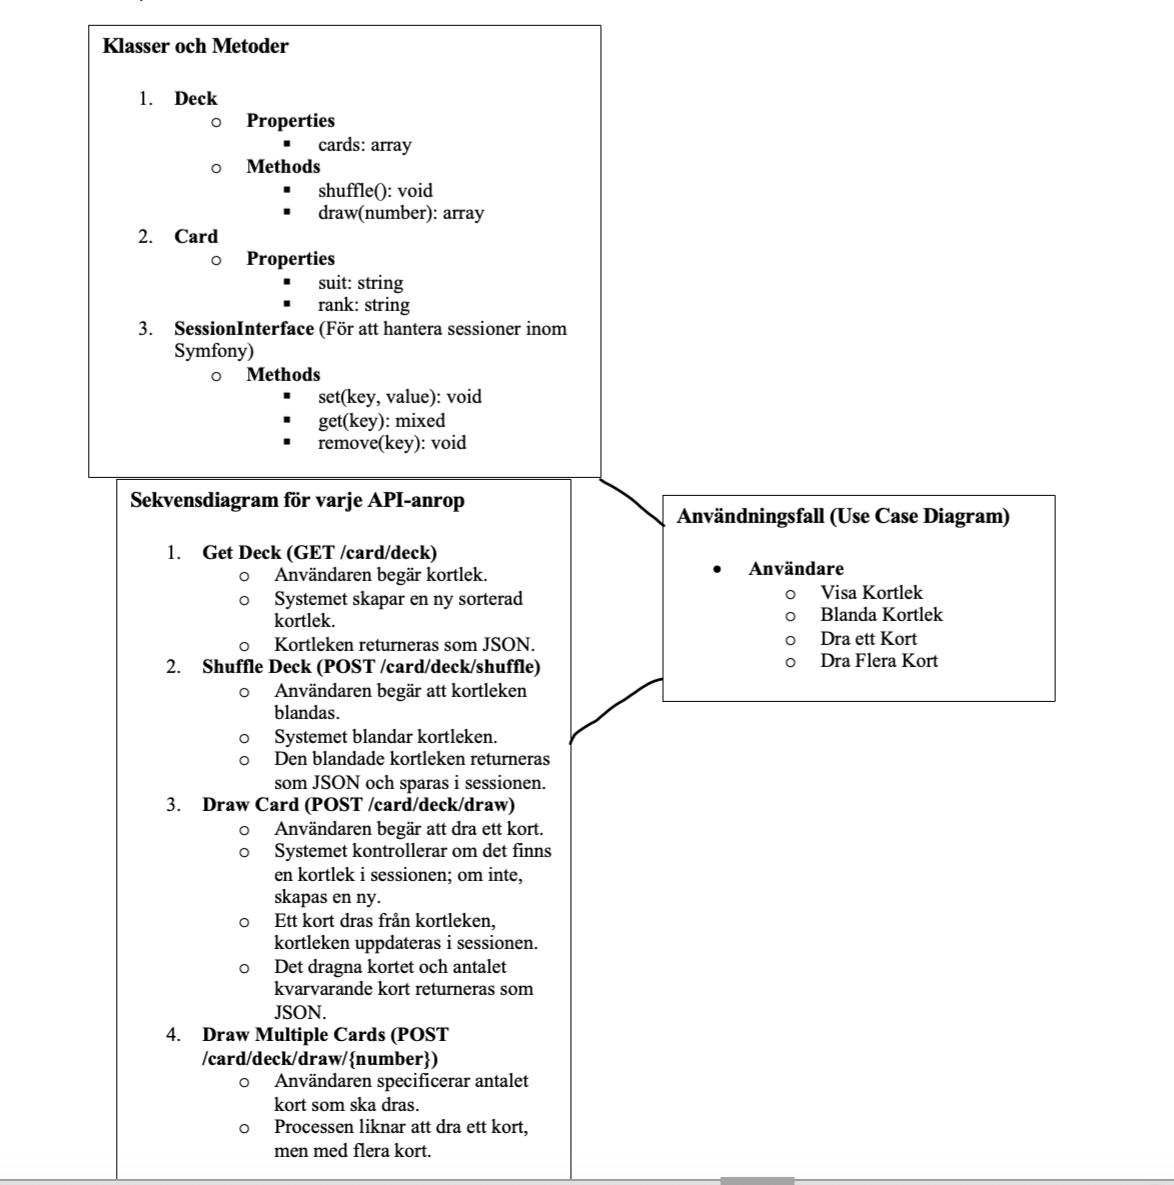 Klasser och Metoder
1. Deck
o Properties
▪ cards: array
o Methods
▪ shuffle(): void
▪ draw(number): array
2. Card
o Properties
▪ suit: string
▪ rank: string
3. SessionInterface (För att hantera sessioner inom
Symfony)
o Methods
▪ set(key, value): void
▪ get(key): mixed
▪ remove(key): void
Sekvensdiagram för varje API-anrop
1. Get Deck (GET /card/deck)
o Användaren begär kortlek.
o Systemet skapar en ny sorterad
kortlek.
o Kortleken returneras som JSON.
2. Shuffle Deck (POST /card/deck/shuffle)
o Användaren begär att kortleken
blandas.
o Systemet blandar kortleken.
o Den blandade kortleken returneras
som JSON och sparas i sessionen.
3. Draw Card (POST /card/deck/draw)
o Användaren begär att dra ett kort.
o Systemet kontrollerar om det finns
en kortlek i sessionen; om inte,
skapas en ny.
o Ett kort dras från kortleken,
kortleken uppdateras i sessionen.
o Det dragna kortet och antalet
kvarvarande kort returneras som
JSON.
4. Draw Multiple Cards (POST
/card/deck/draw/{number})
o Användaren specificerar antalet
kort som ska dras.
o Processen liknar att dra ett kort,
men med flera kort.
Användningsfall (Use Case Diagram)
• Användare
o Visa Kortlek
o Blanda Kortlek
o Dra ett Kort
o Dra Flera Kort